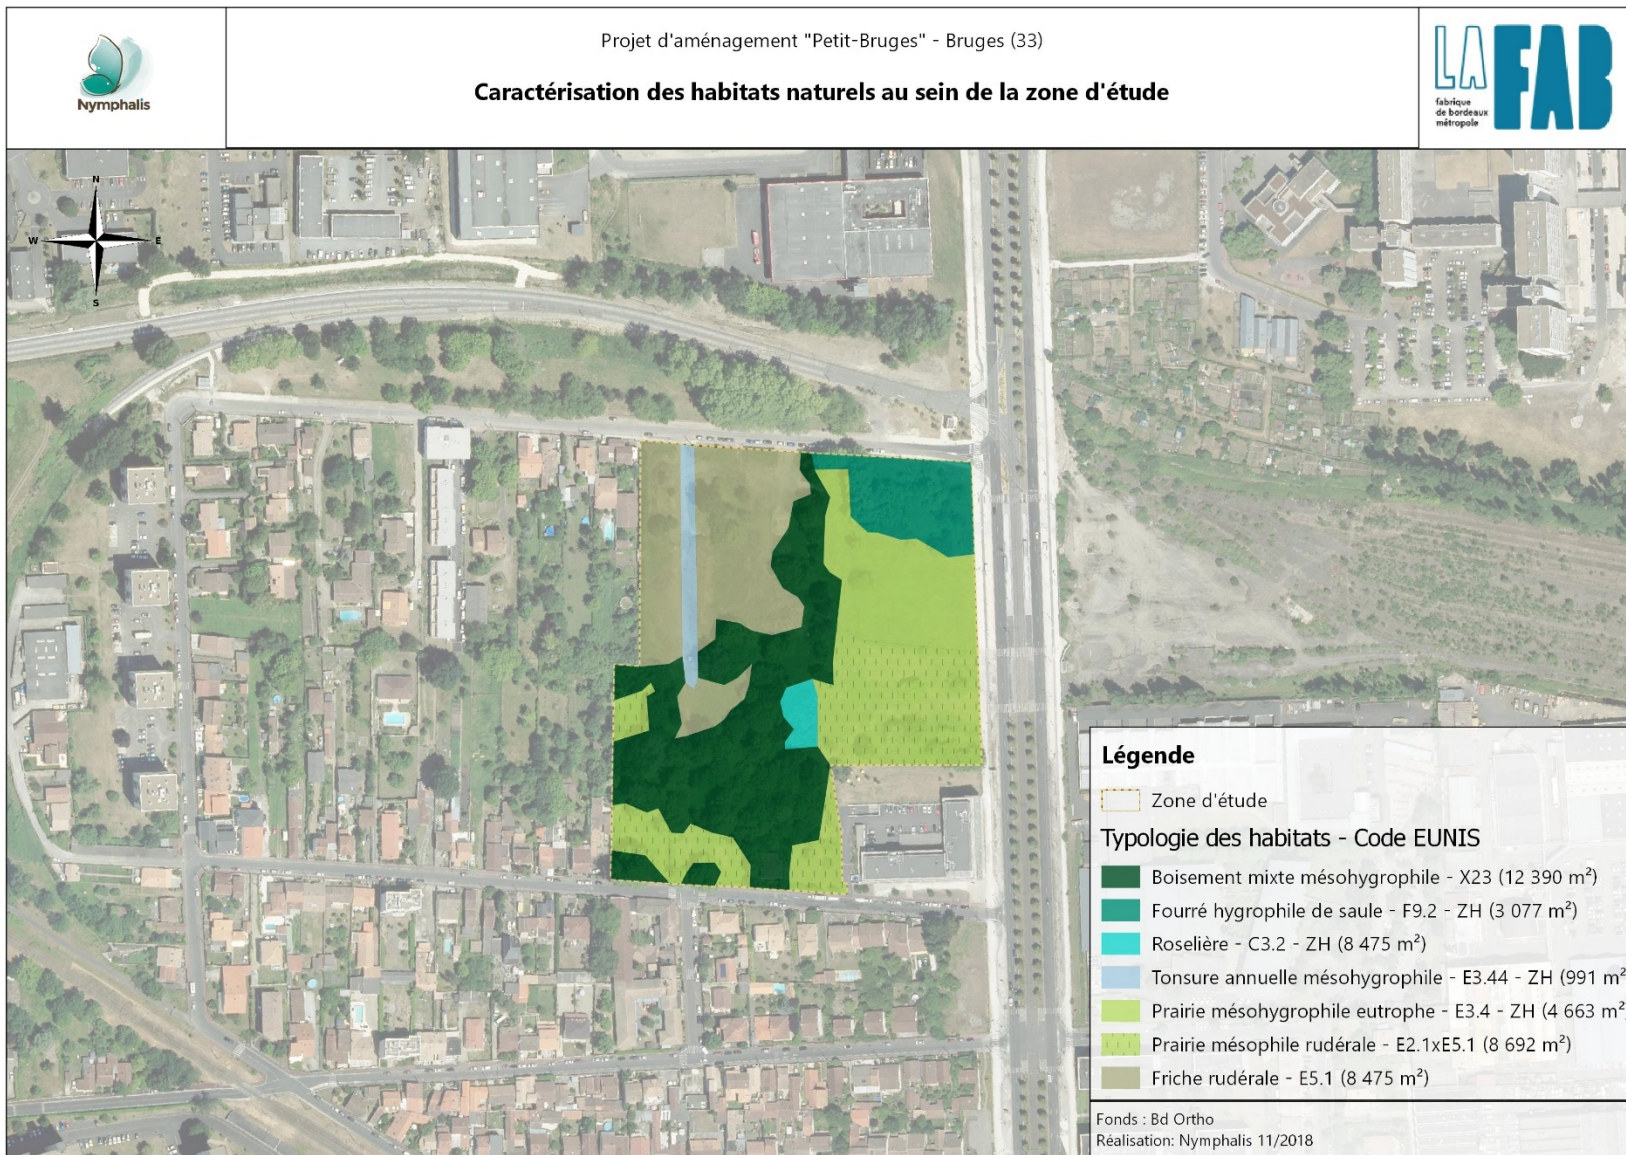 Nymphalis
Projet d'aménagement "Petit-Bruges" - Bruges (33)
Caractérisation des habitats naturels au sein de la zone d'étude
LA FAB
fabrique
de bordeaux
métropole
N
W E
S
Légende
Zone d'étude
Typologie des habitats - Code EUNIS
Boisement mixte mésohygrophile - X23 (12 390 m²)
Fourré hygrophile de saule - F9.2 - ZH (3 077 m²)
Roselière - C3.2 - ZH (8 475 m²)
Tonsure annuelle mésohygrophile - E3.44 - ZH (991 m²
Prairie mésohygrophile eutrophe - E3.4 - ZH (4 663 m²)
Prairie mésophile rudérale - E2.1xE5.1 (8 692 m²)
Friche rudérale - E5.1 (8 475 m²)
Fonds : Bd Ortho
Réalisation: Nymphalis 11/2018